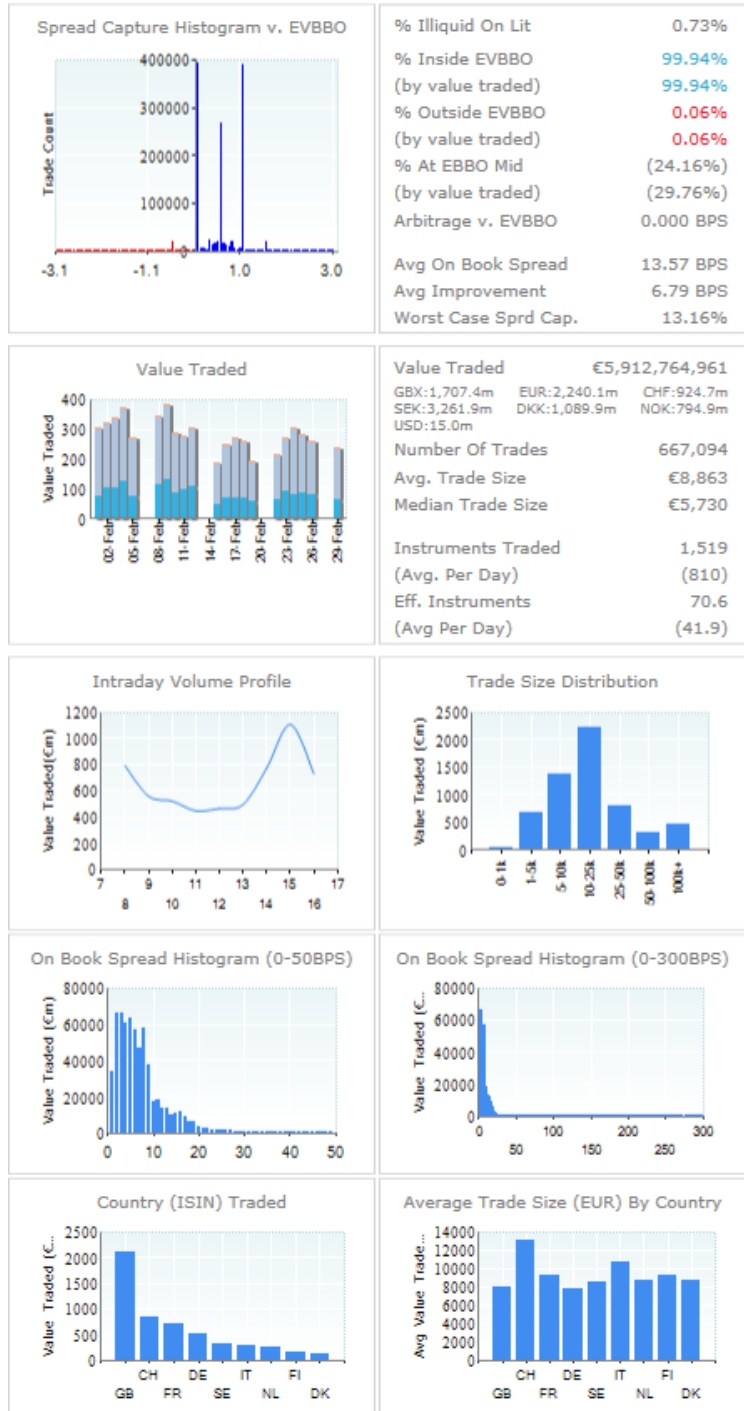 Spread Capture Histogram v. EVBBO
Trade Count
400000
300000
200000
100000
0
-3.1 -1.1 1.0 3.0
% Illiquid On Lit 0.73%
% Inside EVBBO 99.94%
(by value traded) 99.94%
% Outside EVBBO 0.06%
(by value traded) 0.06%
% At EBBO Mid (24.16%)
(by value traded) (29.76%)
Arbitrage v. EVBBO 0.000 BPS
Avg On Book Spread 13.57 BPS
Avg Improvement 6.79 BPS
Worst Case Sprd Cap. 13.16%
Value Traded
Value Traded
400
300
200
100
0
02-Feb 05-Feb 08-Feb 11-Feb 14-Feb 17-Feb 20-Feb 23-Feb 26-Feb 29-Feb
Value Traded €5,912,764,961
GBX:1,707.4m EUR:2,240.1m CHF:924.7m
SEK:3,261.9m DKK:1,089.9m NOK:794.9m
USD:15.0m
Number Of Trades 667,094
Avg. Trade Size €8,863
Median Trade Size €5,730
Instruments Traded 1,519
(Avg. Per Day) (810)
Eff. Instruments 70.6
(Avg Per Day) (41.9)
Intraday Volume Profile
Value Traded(€m)
1200
1000
800
600
400
200
0
7 9 11 13 15 17
8 10 12 14 16
Trade Size Distribution
Value Traded (€m)
2500
2000
1500
1000
500
0
0-1k 1-5k 5-10k 10-25k 25-50k 50-100k 100k+
On Book Spread Histogram (0-50BPS)
Value Traded (€m)
80000
60000
40000
20000
0
0 10 20 30 40 50
On Book Spread Histogram (0-300BPS)
Value Traded (€...
80000
60000
40000
20000
0
0 100 200 300
50 150 250
Country (ISIN) Traded
Value Traded (€...
2500
2000
1500
1000
500
0
CH DE IT FI
GB FR SE NL DK
Average Trade Size (EUR) By Country
Avg Value Trade...
14000
12000
10000
8000
6000
4000
2000
0
CH DE IT FI
GB FR SE NL DK